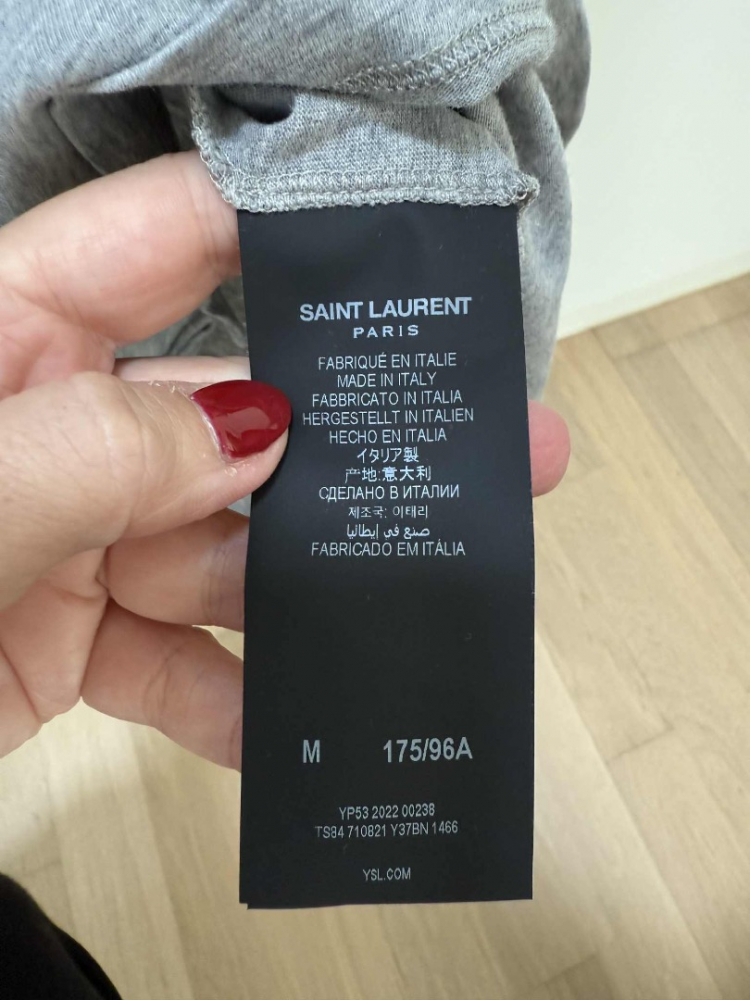 SAINT LAURENT
PARIS
FABRIQUÉ EN ITALIE
MADE IN ITALY
FABBRICATO IN ITALIA
HERGESTELLT IN ITALIEN
HECHO EN ITALIA
イタリア製
产地:意大利
СДЕЛАНО В ИТАЛИИ
제조국: 이태리
صنع في إيطاليا
FABRICADO EM ITÁLIA
M 175/96A
YP53 2022 00238
TS84 710821 Y37BN 1466
YSL.COM